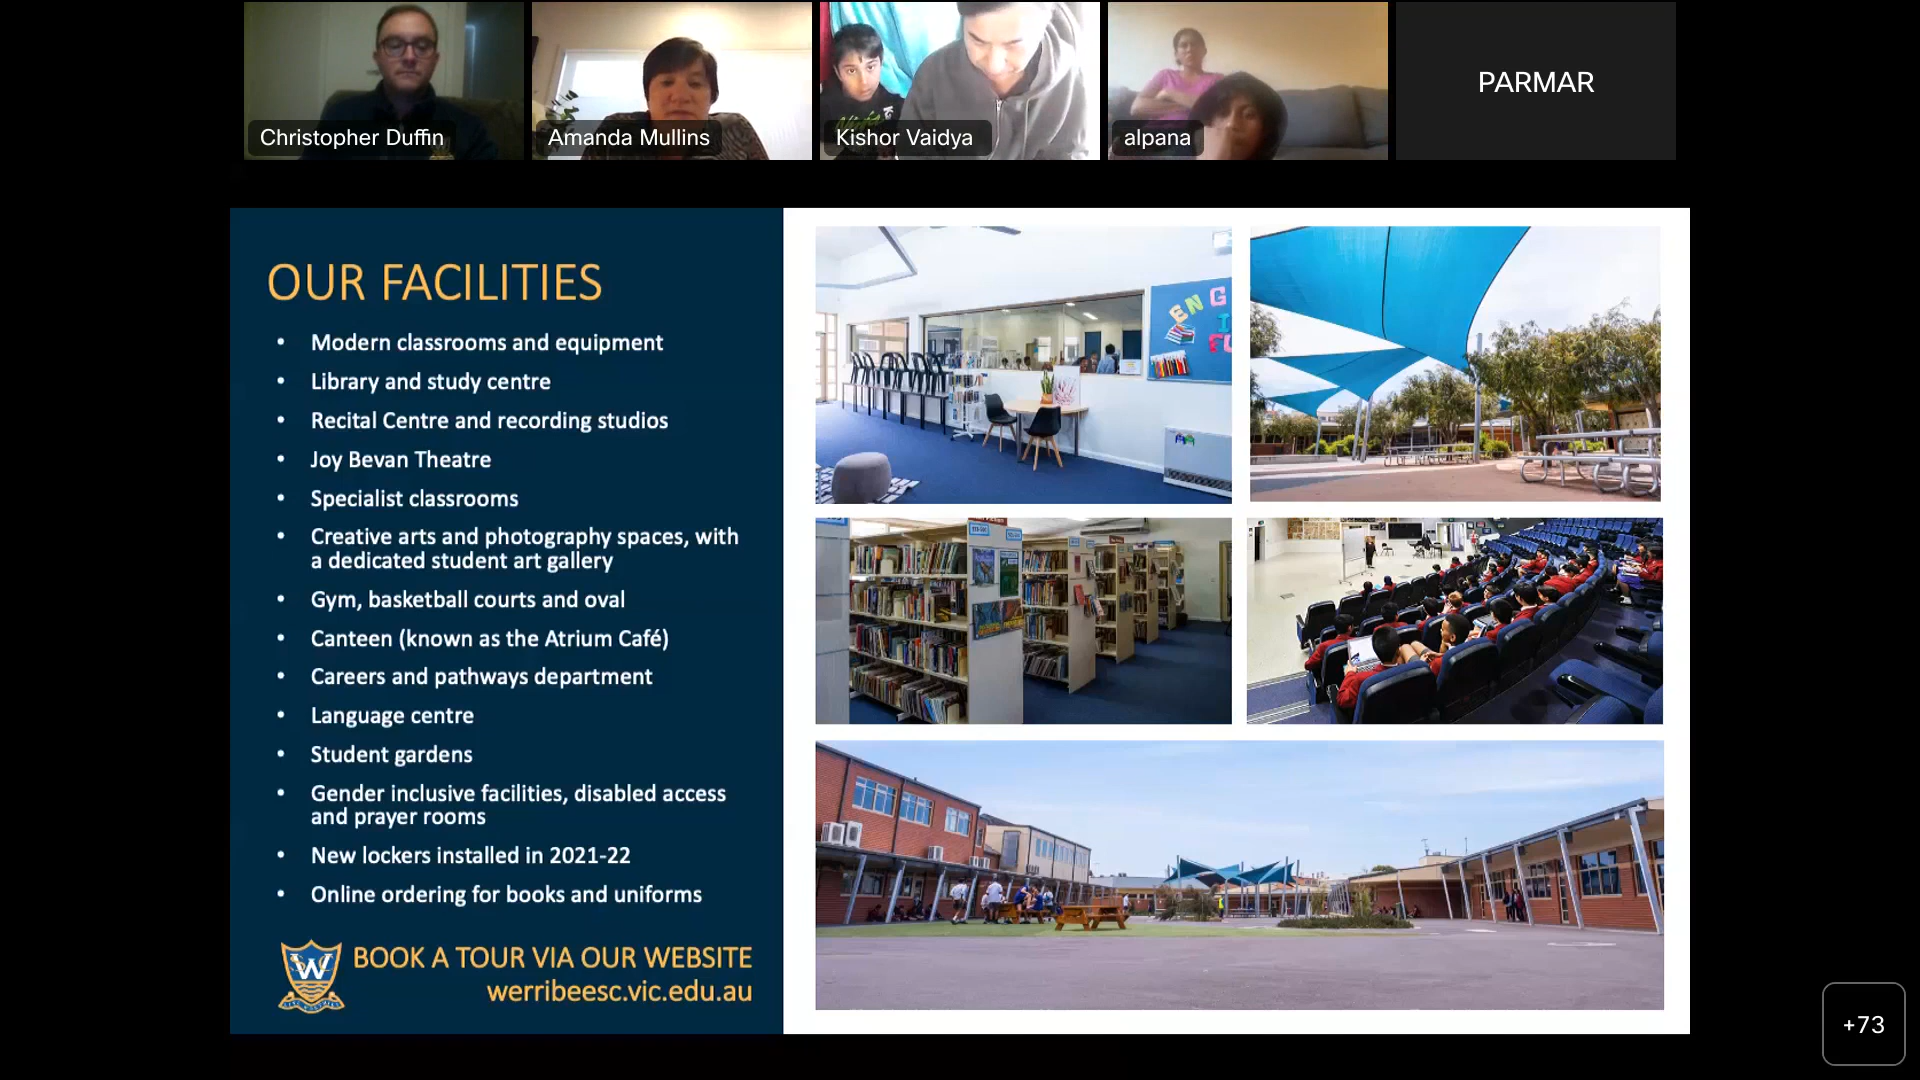 Christopher Duffin
Amanda Mullins
Kishor Vaidya
alpana
PARMAR
OUR FACILITIES
• Modern classrooms and equipment
• Library and study centre
• Recital Centre and recording studios
• Joy Bevan Theatre
• Specialist classrooms
• Creative arts and photography spaces, with
a dedicated student art gallery
• Gym, basketball courts and oval
• Canteen (known as the Atrium Café)
• Careers and pathways department
• Language centre
• Student gardens
• Gender inclusive facilities, disabled access
and prayer rooms
• New lockers installed in 2021-22
• Online ordering for books and uniforms
W
BOOK A TOUR VIA OUR WEBSITE
werribeesc.vic.edu.au
ENG
+73